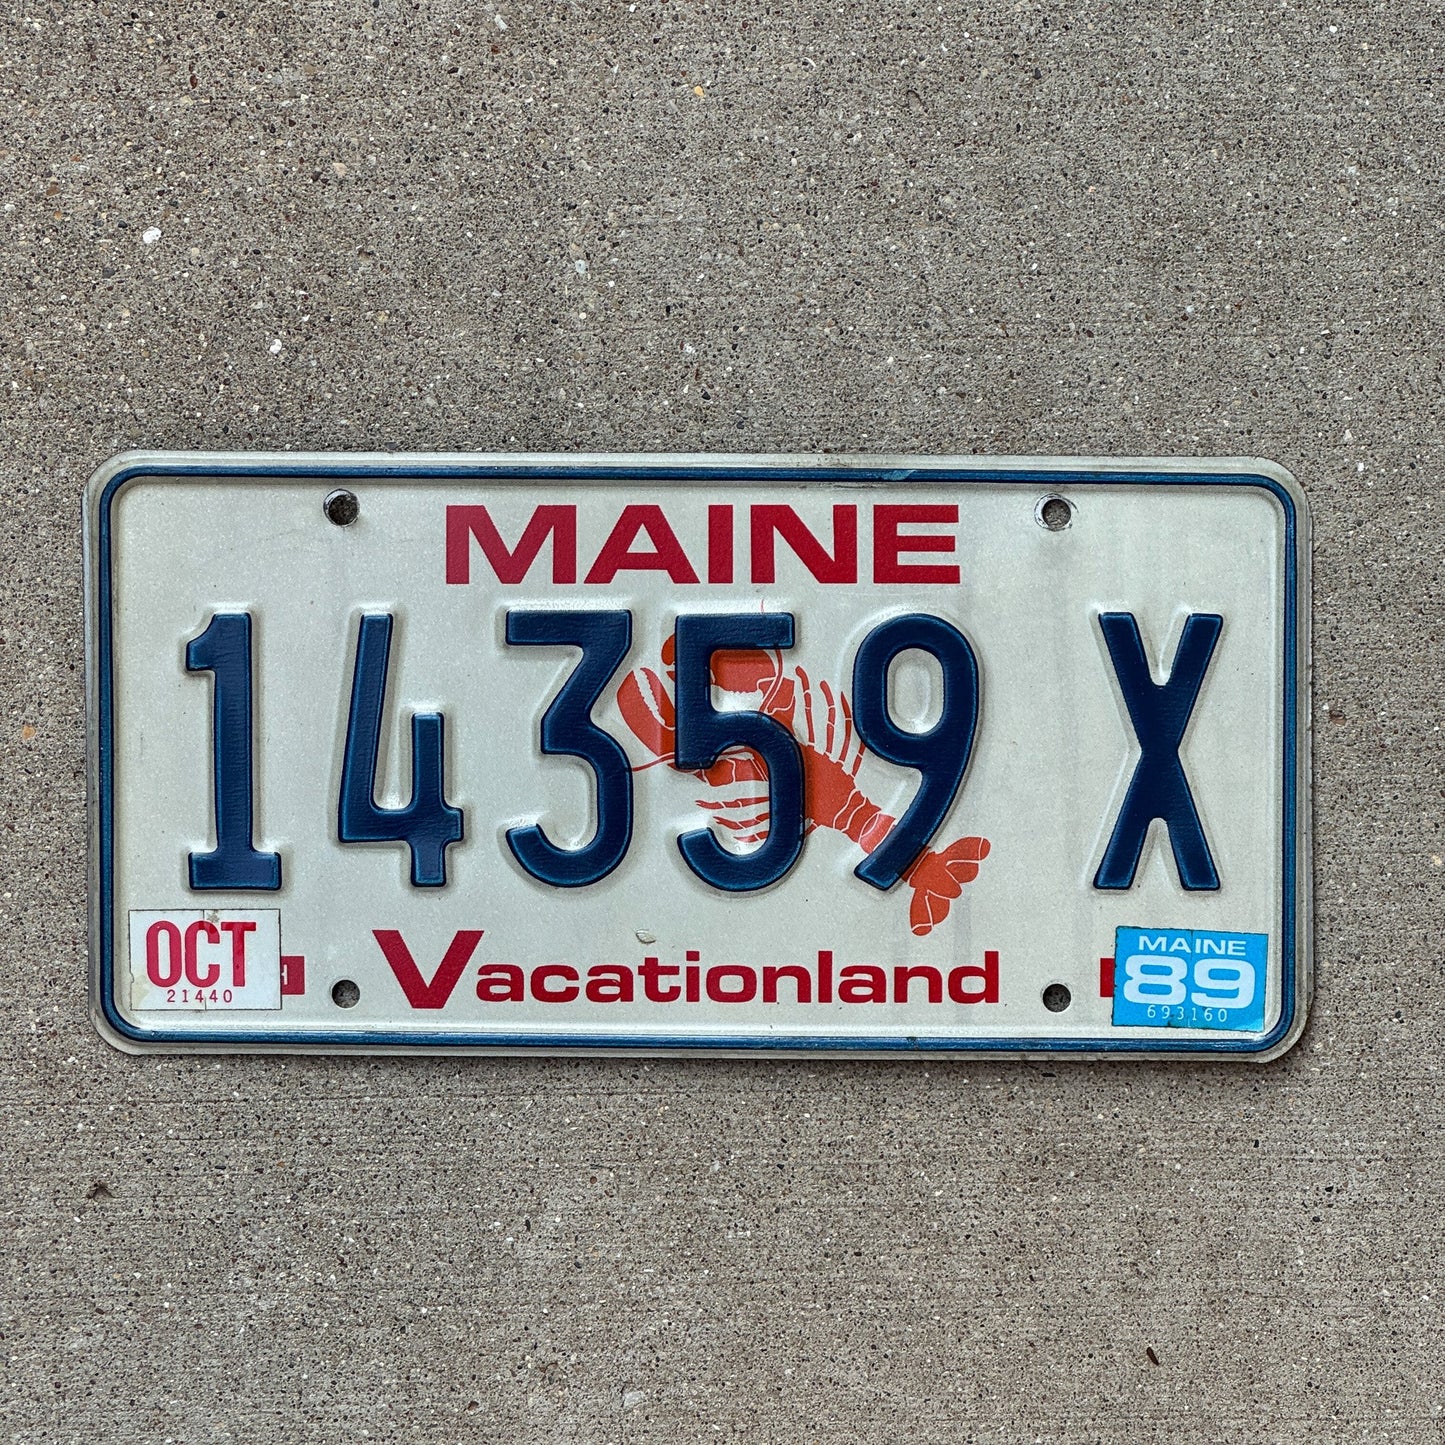 MAINE
14359 X
OCT
21440
H
Vacationland
MAINE
89
693160